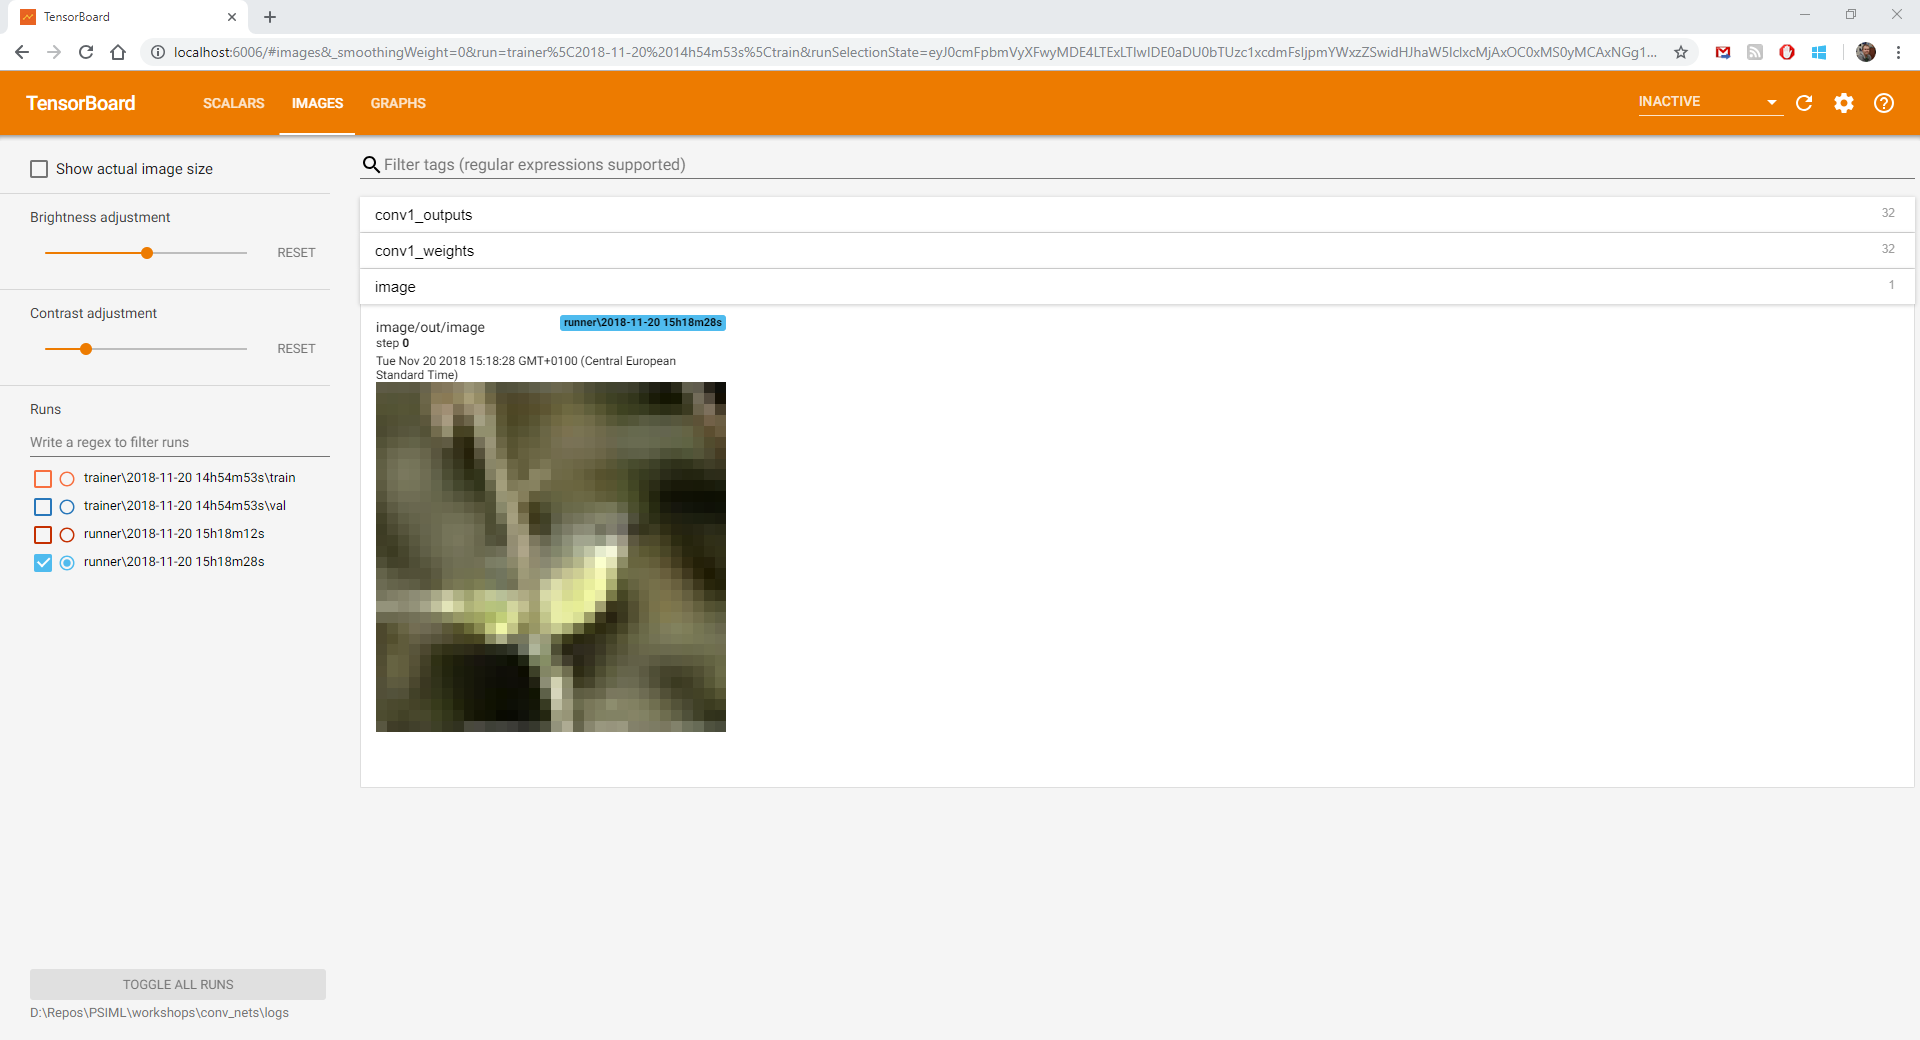 TensorBoard
localhost:6006/#images&_smoothingWeight=0&run=trainer%5C2018-11-20%2014h54m53s%5Ctrain&runSelectionState=
TensorBoard
SCALARS
IMAGES
GRAPHS
INACTIVE
Show actual image size
Brightness adjustment
RESET
Contrast adjustment
RESET
Runs
Write a regex to filter runs
trainer\2018-11-20 14h54m53s\train
trainer\2018-11-20 14h54m53s\val
runner\2018-11-20 15h18m12s
runner\2018-11-20 15h18m28s
TOGGLE ALL RUNS
D:\Repos\PSIML\workshops\conv_nets\logs
Filter tags (regular expressions supported)
conv1_outputs 32
conv1_weights 32
image 1
image/out/image runner\2018-11-20 15h18m28s
step 0
Tue Nov 20 2018 15:18:28 GMT+0100 (Central European
Standard Time)